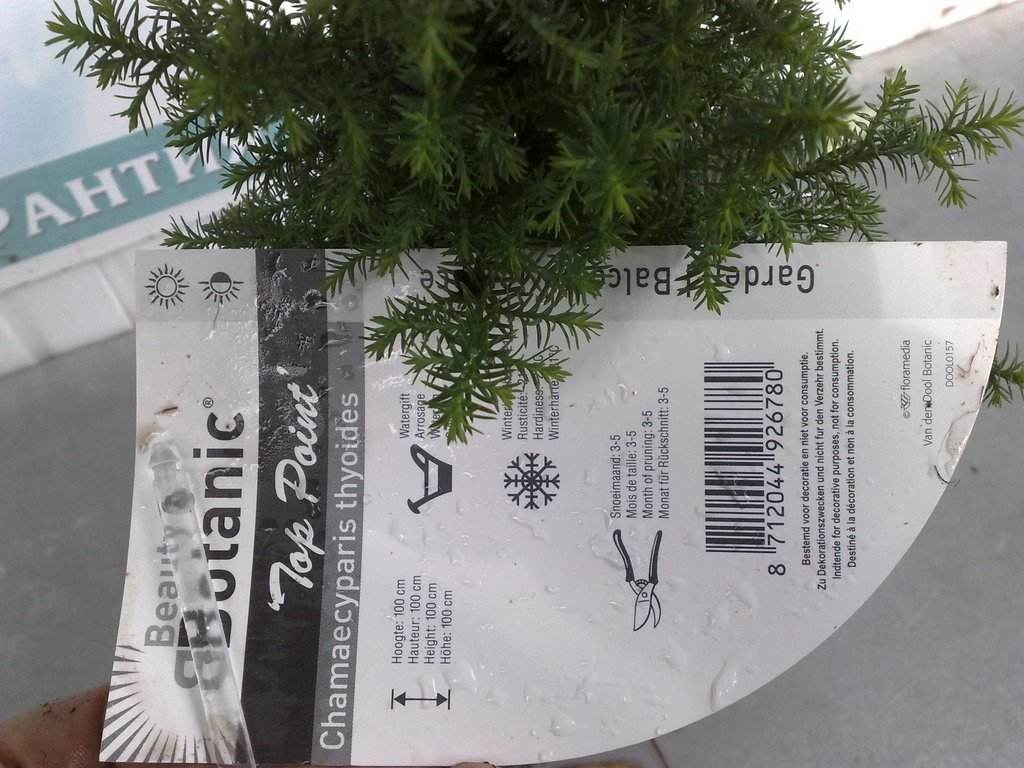 РАНТИ
Beauty
Botanic®
'Top Point'
Chamaecyparis thyoides
Hoogte: 100 cm
Hauteur: 100 cm
Height: 100 cm
Höhe: 100 cm
Watergift
Arrosage
Winter
Rusticité:
Hardiness
Winterhärte
Snoeimaand: 3-5
Mois de taille: 3-5
Month of pruning: 3-5
Monat für Rückschnitt: 3-5
8 712044 926780
Bestemd voor decoratie en niet voor consumptie.
Zu Dekorationszwecken und nicht fur den Verzehr bestimmt.
Indtende for decorative purposes, not for consumption.
Destiné à la décoration et non à la consommation.
© floramedia
Van der Dool Botanic
DOOL0157
Garden
Balc